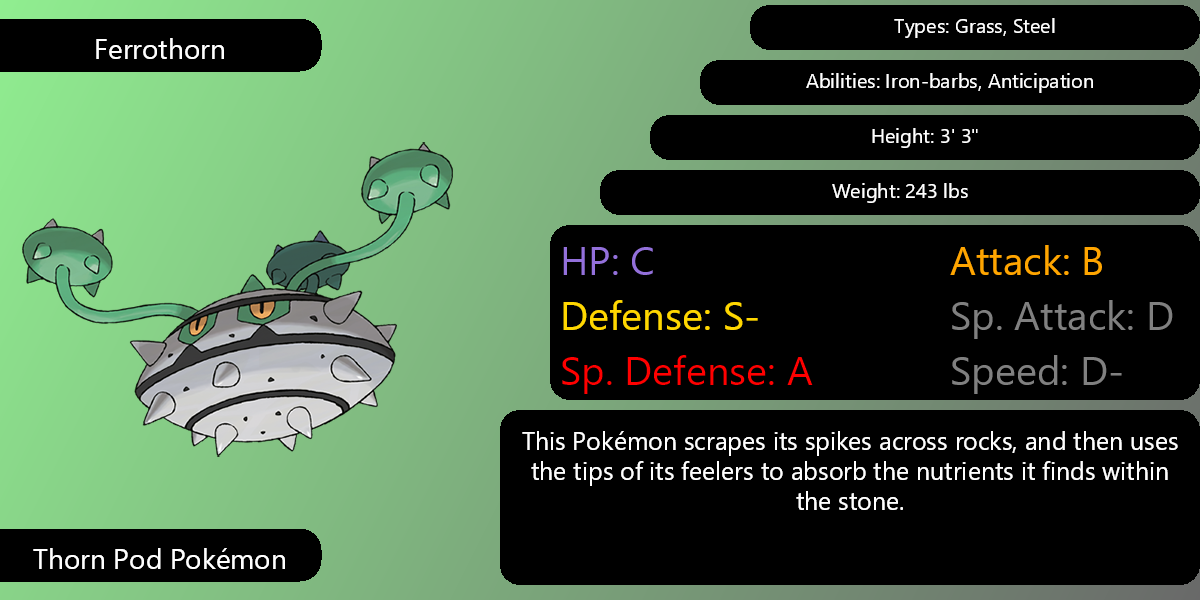 Ferrothorn
Thorn Pod Pokémon
Types: Grass, Steel
Abilities: Iron-barbs, Anticipation
Height: 3' 3"
Weight: 243 lbs
HP: C
Attack: B
Defense: S-
Sp. Attack: D
Sp. Defense: A
Speed: D-
This Pokémon scrapes its spikes across rocks, and then uses
the tips of its feelers to absorb the nutrients it finds within
the stone.